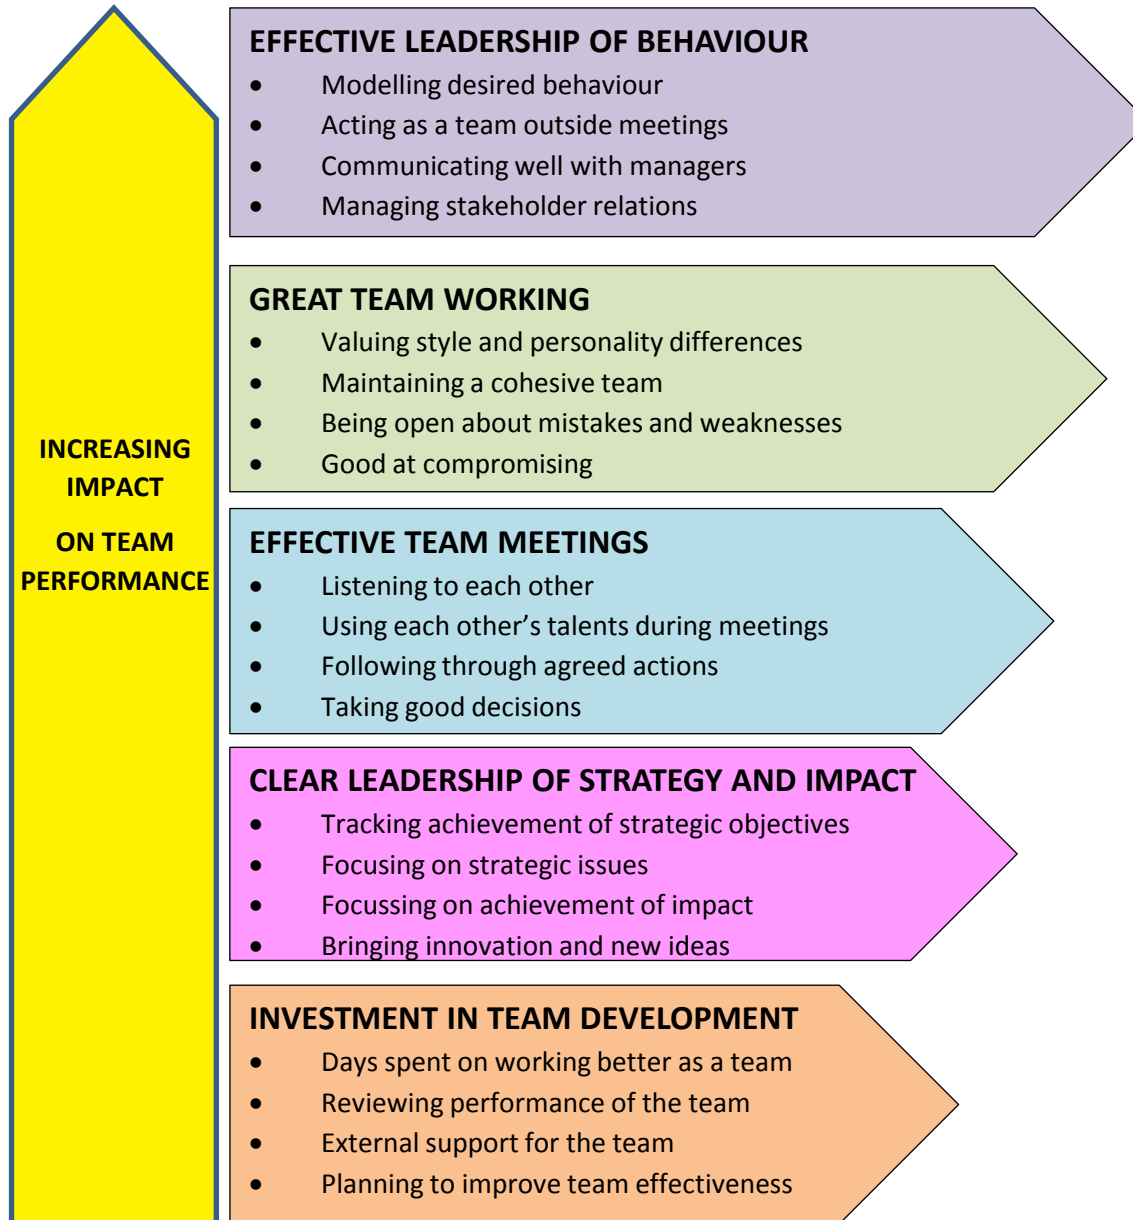 EFFECTIVE LEADERSHIP OF BEHAVIOUR
• Modelling desired behaviour
• Acting as a team outside meetings
• Communicating well with managers
• Managing stakeholder relations
GREAT TEAM WORKING
• Valuing style and personality differences
• Maintaining a cohesive team
• Being open about mistakes and weaknesses
• Good at compromising
INCREASING
IMPACT
ON TEAM
PERFORMANCE
EFFECTIVE TEAM MEETINGS
• Listening to each other
• Using each other’s talents during meetings
• Following through agreed actions
• Taking good decisions
CLEAR LEADERSHIP OF STRATEGY AND IMPACT
• Tracking achievement of strategic objectives
• Focusing on strategic issues
• Focussing on achievement of impact
• Bringing innovation and new ideas
INVESTMENT IN TEAM DEVELOPMENT
• Days spent on working better as a team
• Reviewing performance of the team
• External support for the team
• Planning to improve team effectiveness